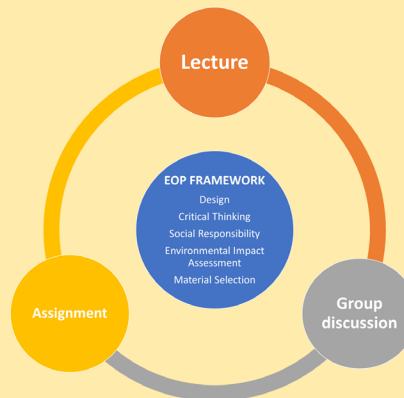 Lecture
EOP FRAMEWORK
Design
Critical Thinking
Social Responsibility
Environmental Impact
Assessment
Material Selection
Assignment
Group
discussion